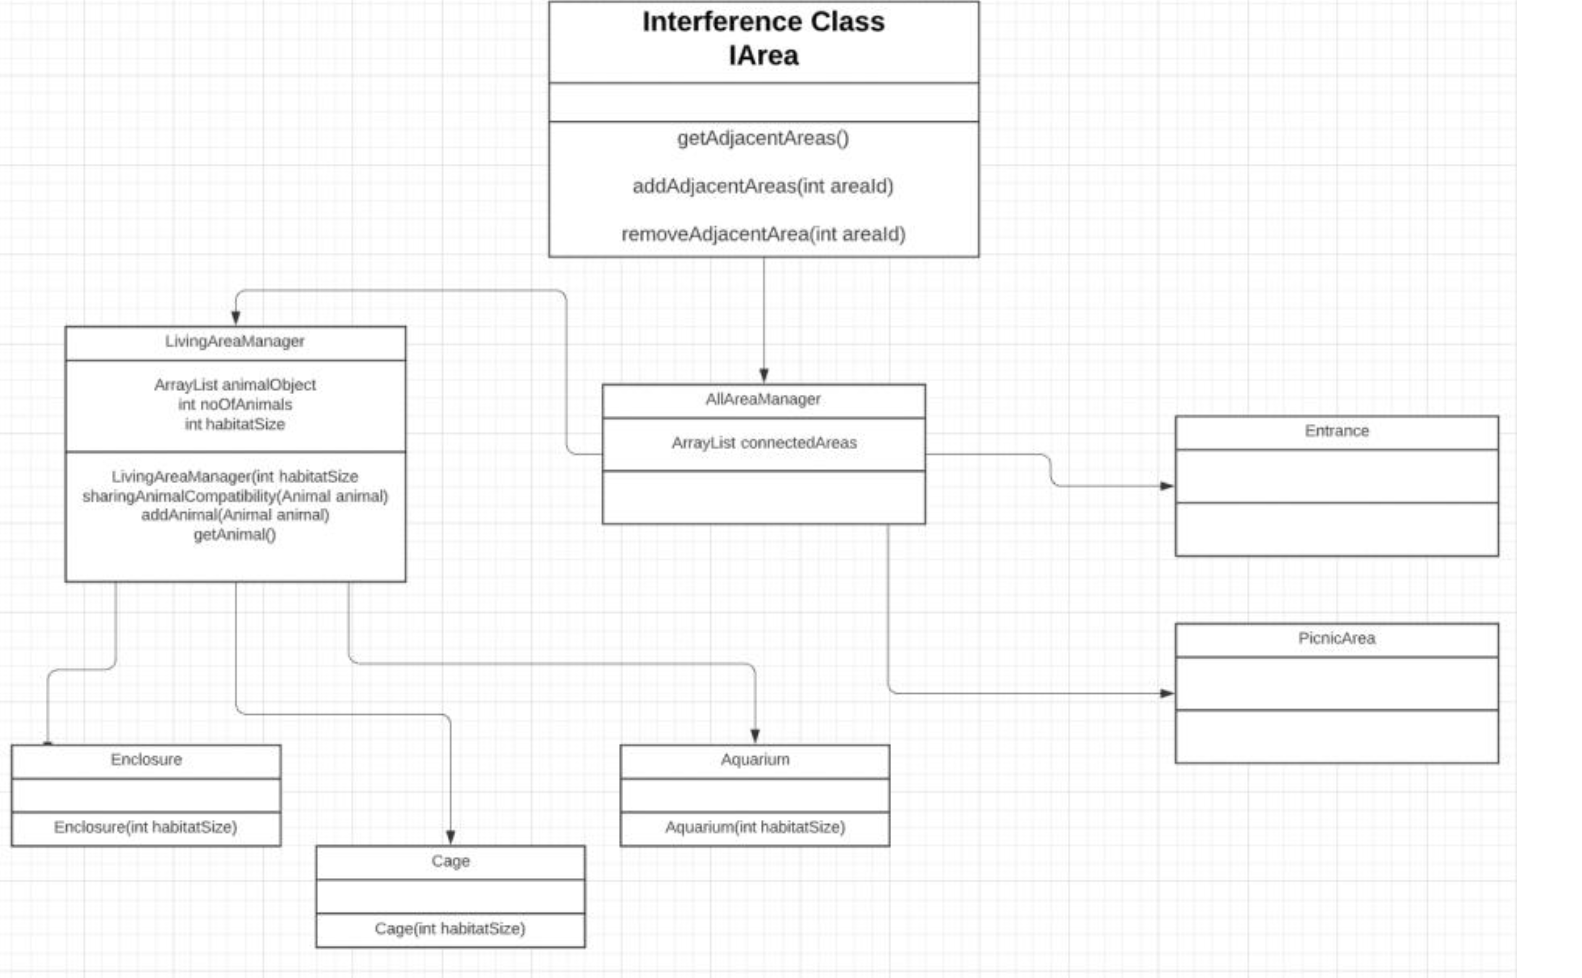 Interference Class
IArea
getAdjacentAreas()
addAdjacentAreas(int areaId)
removeAdjacentArea(int areaId)
LivingAreaManager
ArrayList animalObject
int noOfAnimals
int habitatSize
LivingAreaManager(int habitatSize
sharingAnimalCompatibility(Animal animal)
addAnimal(Animal animal)
getAnimal()
AllAreaManager
ArrayList connectedAreas
Entrance
PicnicArea
Enclosure
Enclosure(int habitatSize)
Cage
Cage(int habitatSize)
Aquarium
Aquarium(int habitatSize)